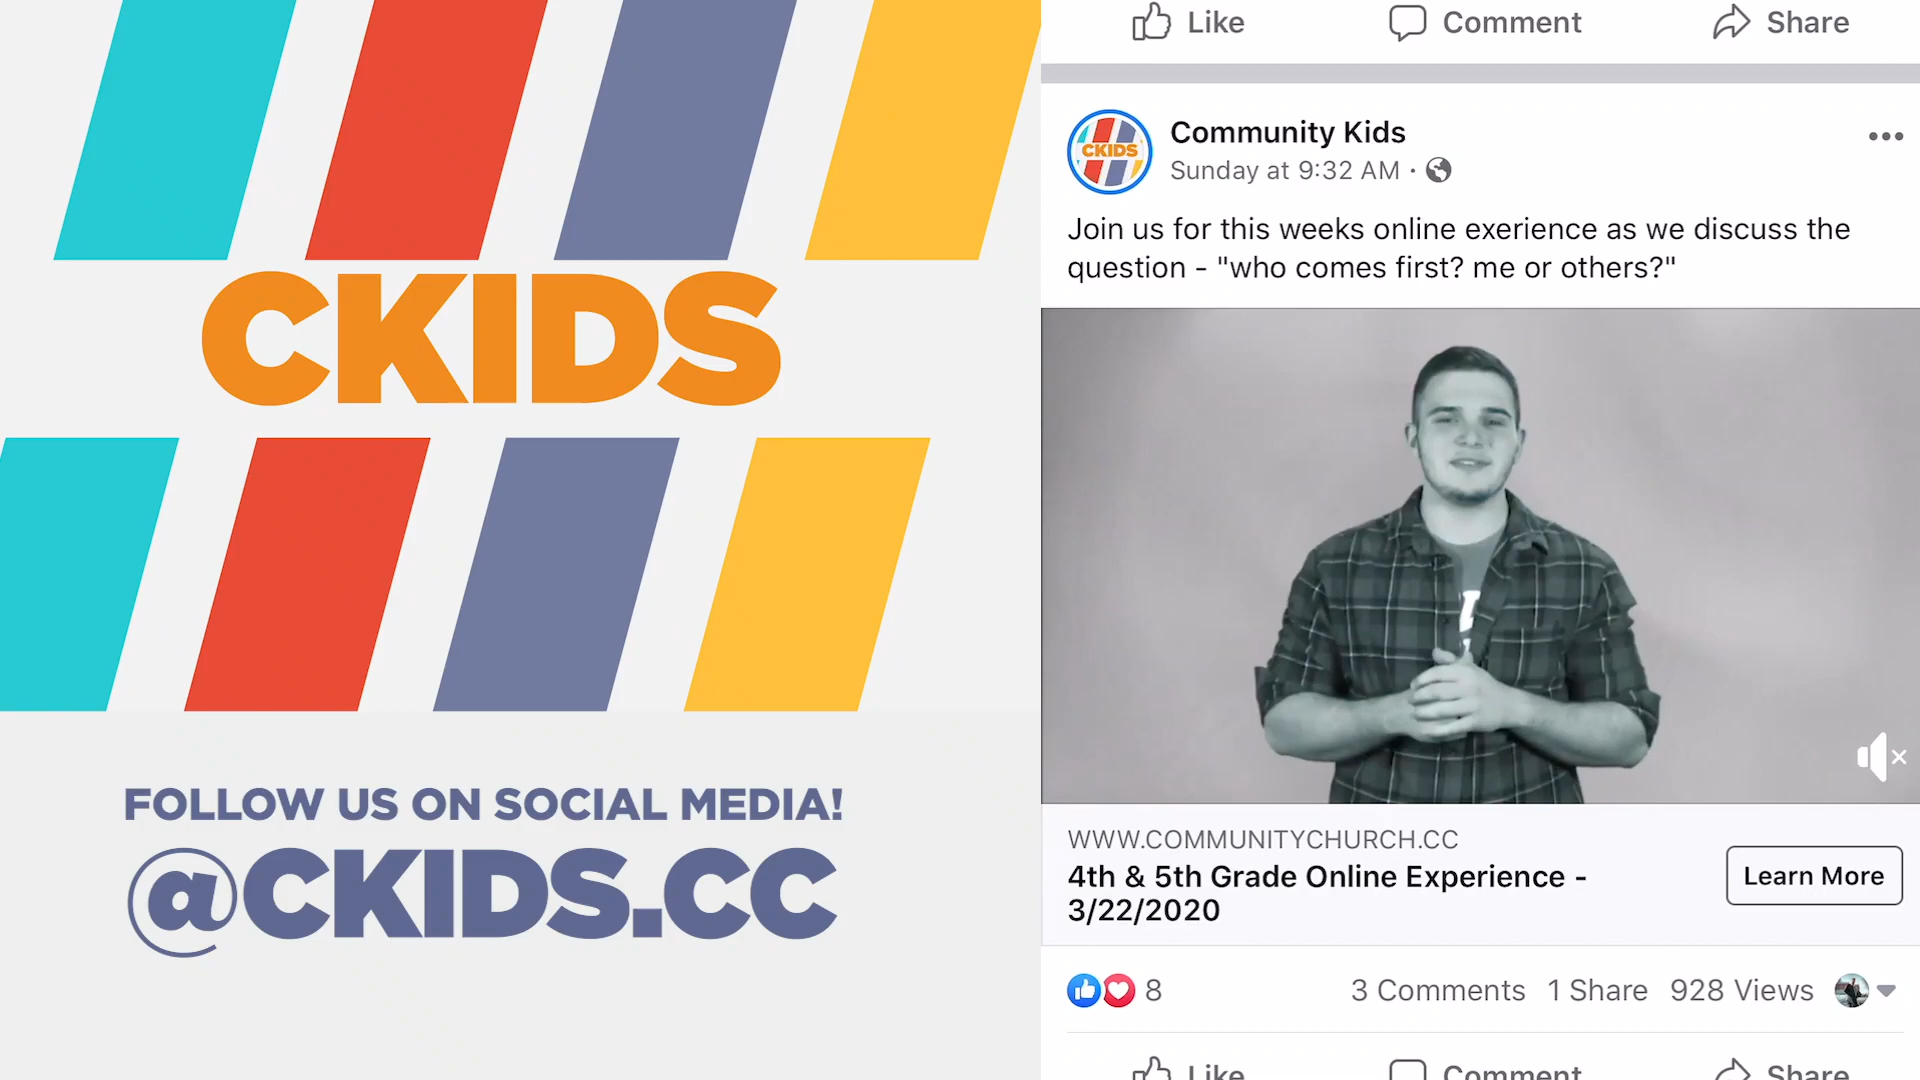 CKIDS
FOLLOW US ON SOCIAL MEDIA!
@CKIDS.CC
Like
Comment
Share
CKIDS
Community Kids
Sunday at 9:32 AM ·
Join us for this weeks online exerience as we discuss the
question - "who comes first? me or others?"
WWW.COMMUNITYCHURCH.CC
4th & 5th Grade Online Experience -
3/22/2020
Learn More
8
3 Comments
1 Share
928 Views
Like
Comment
Share